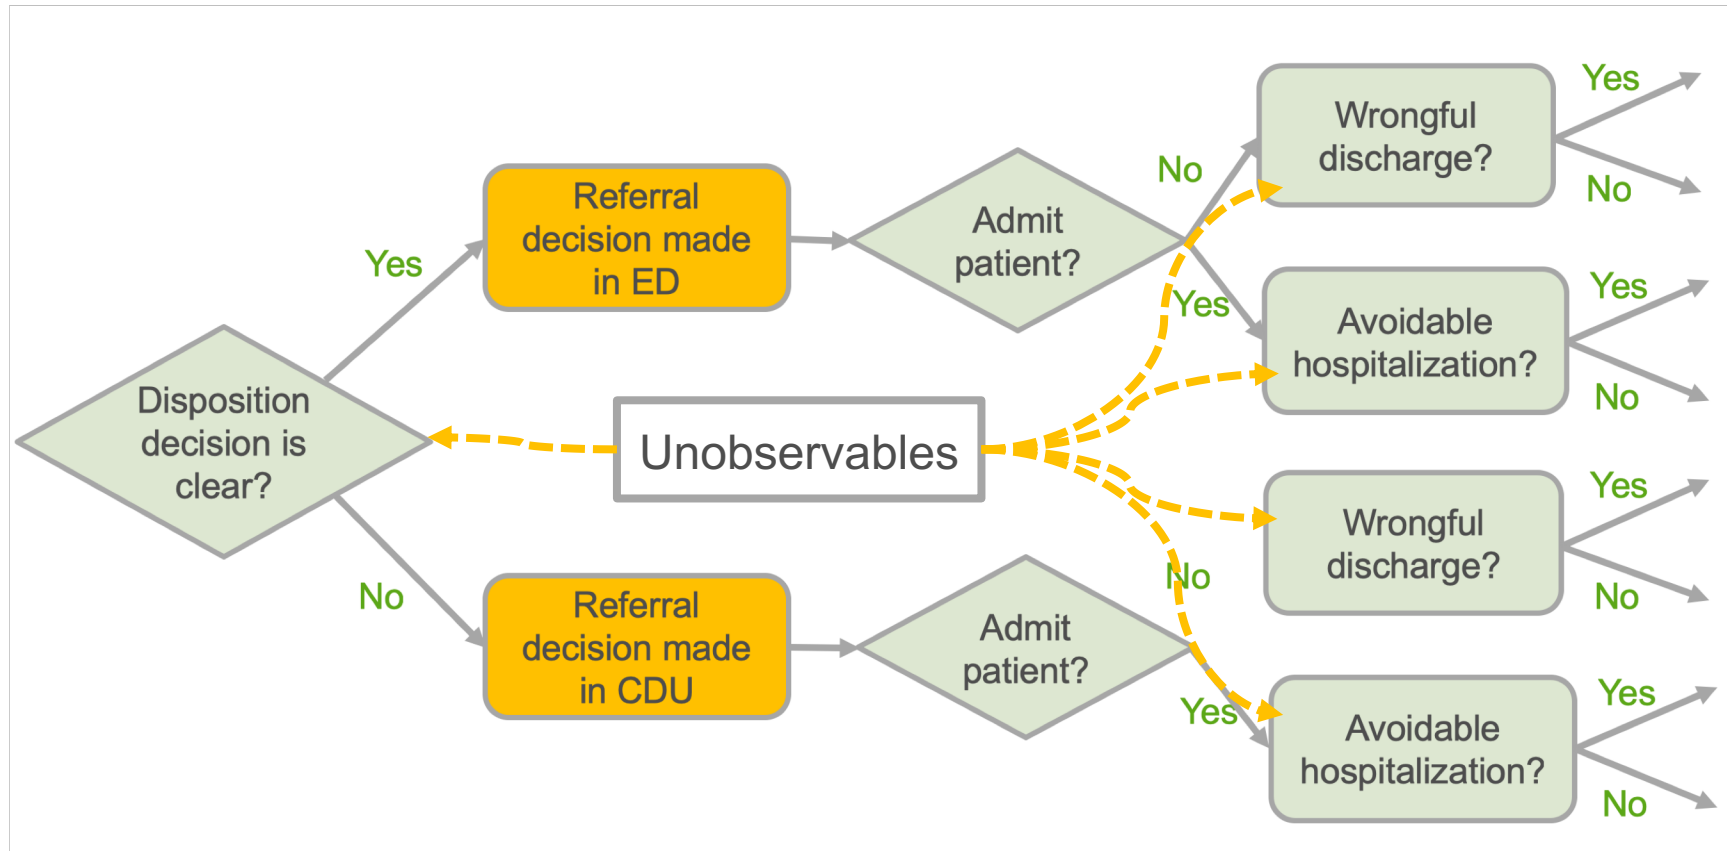 Disposition
decision is
clear?
Yes
No
Referral
decision made
in ED
Referral
decision made
in CDU
Unobservables
Admit
patient?
No
Yes
Admit
patient?
No
Yes
Wrongful
discharge?
Yes
No
Avoidable
hospitalization?
Yes
No
Wrongful
discharge?
Yes
No
Avoidable
hospitalization?
Yes
No